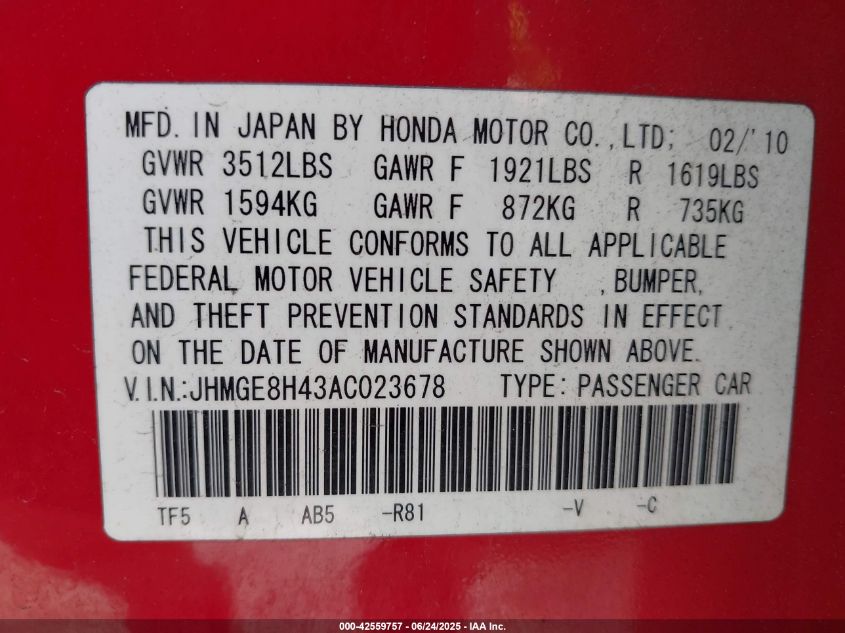 MFD. IN JAPAN BY HONDA MOTOR CO., LTD; 02/'10
GVWR 3512LBS GAWR F 1921LBS R 1619LBS
GVWR 1594KG GAWR F 872KG R 735KG
THIS VEHICLE CONFORMS TO ALL APPLICABLE
FEDERAL MOTOR VEHICLE SAFETY , BUMPER,
AND THEFT PREVENTION STANDARDS IN EFFECT
ON THE DATE OF MANUFACTURE SHOWN ABOVE.
V.I.N.:JHMGE8H43AC023678 TYPE: PASSENGER CAR
TF5 A AB5 -R81 -V -C
000-42559757 - 06/24/2025 - IAA Inc.